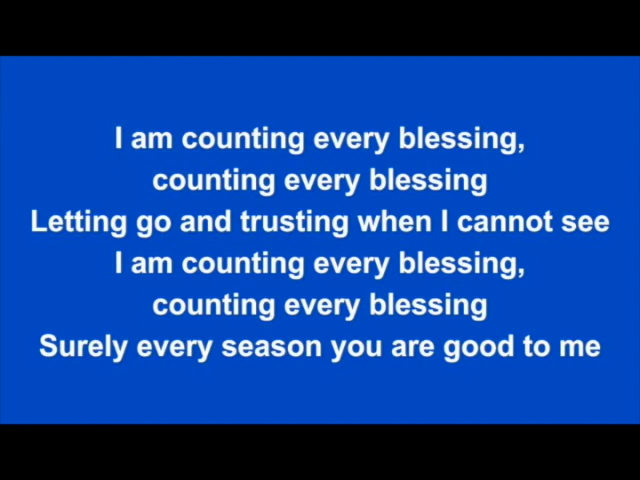 I am counting every blessing,
counting every blessing
Letting go and trusting when I cannot see
I am counting every blessing,
counting every blessing
Surely every season you are good to me